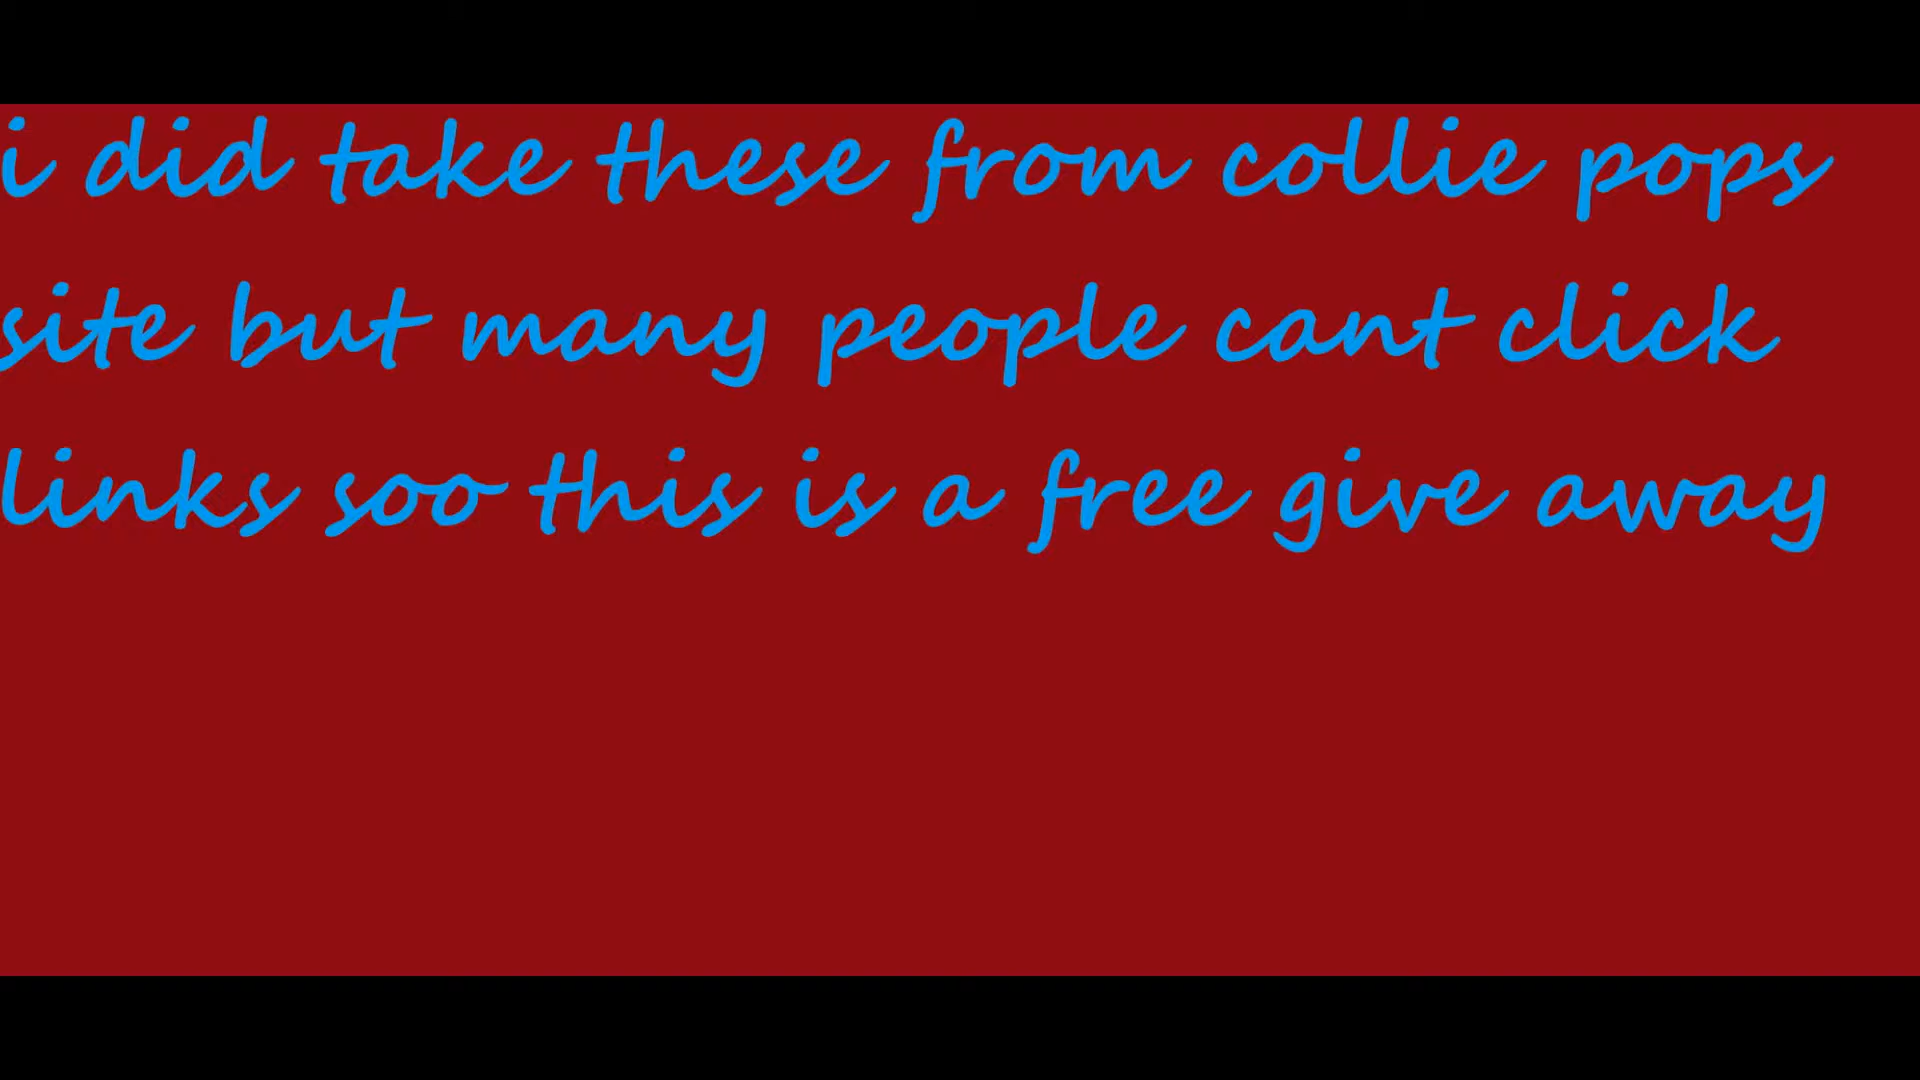 i did take these from collie pops
site but many people cant click
links soo this is a free give away